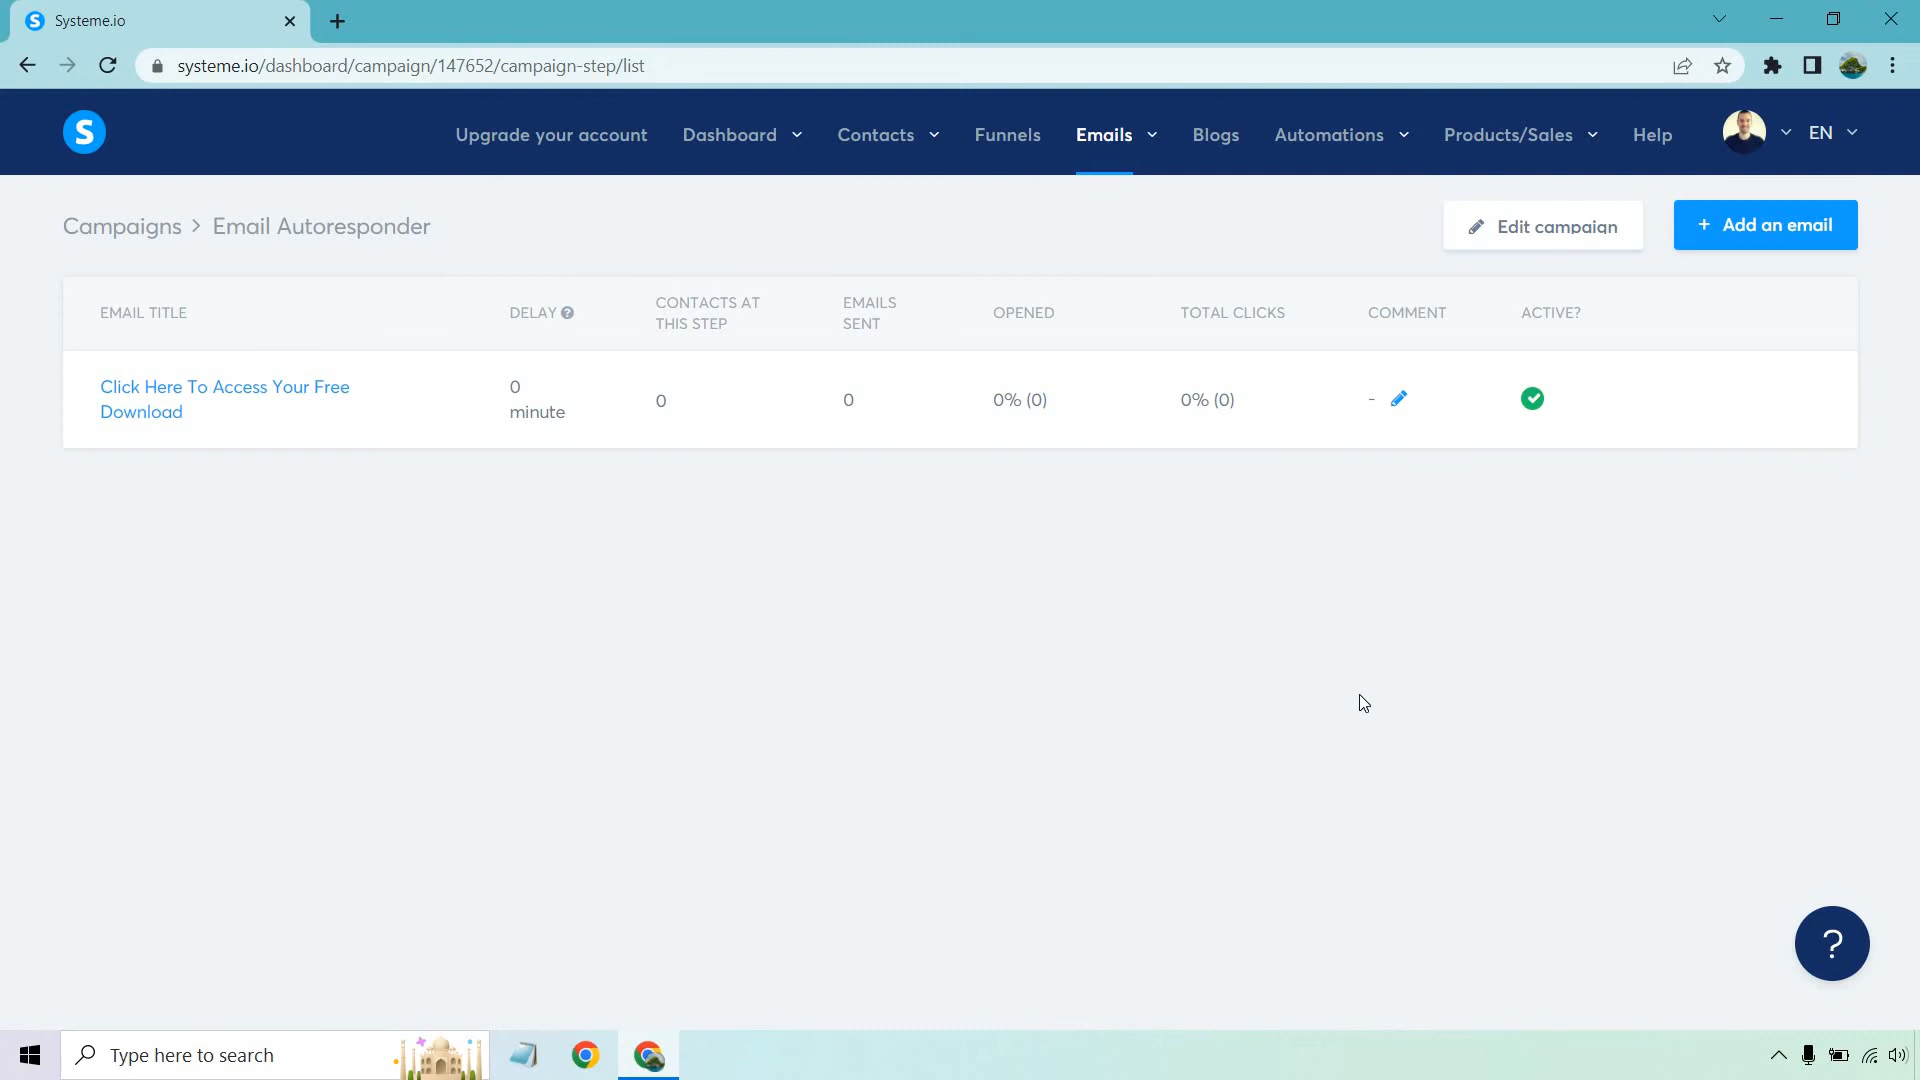 Systeme.io
systeme.io/dashboard/campaign/147652/campaign-step/list
S
Upgrade your account Dashboard Contacts Funnels Emails Blogs Automations Products/Sales Help EN
Campaigns > Email Autoresponder
Edit campaign
+ Add an email
EMAIL TITLE DELAY ? CONTACTS AT THIS STEP EMAILS SENT OPENED TOTAL CLICKS COMMENT ACTIVE?
Click Here To Access Your Free
Download
0
minute
0
0
0% (0)
0% (0)
-
?
Type here to search